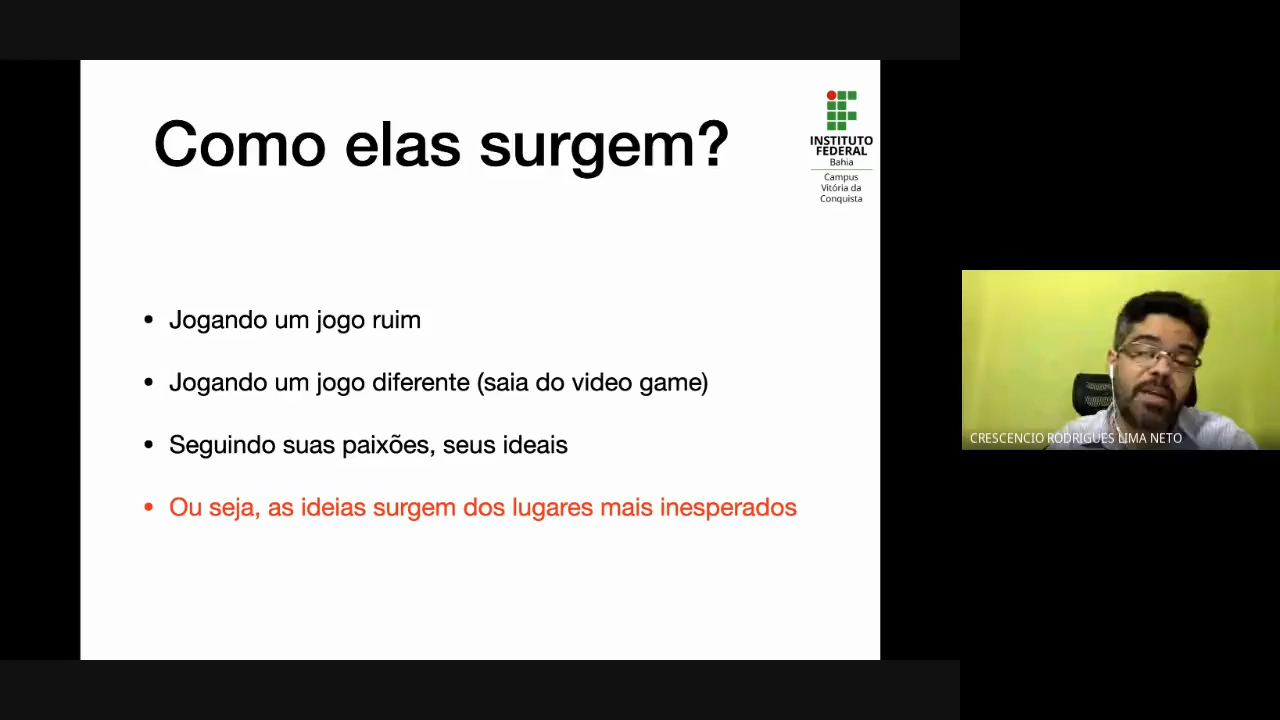 Como elas surgem?
INSTITUTO
FEDERAL
Bahia
Campus
Vitória da
Conquista
• Jogando um jogo ruim
• Jogando um jogo diferente (saia do video game)
• Seguindo suas paixões, seus ideais
• Ou seja, as ideias surgem dos lugares mais inesperados
CRESCENCIO RODRIGUES LIMA NETO